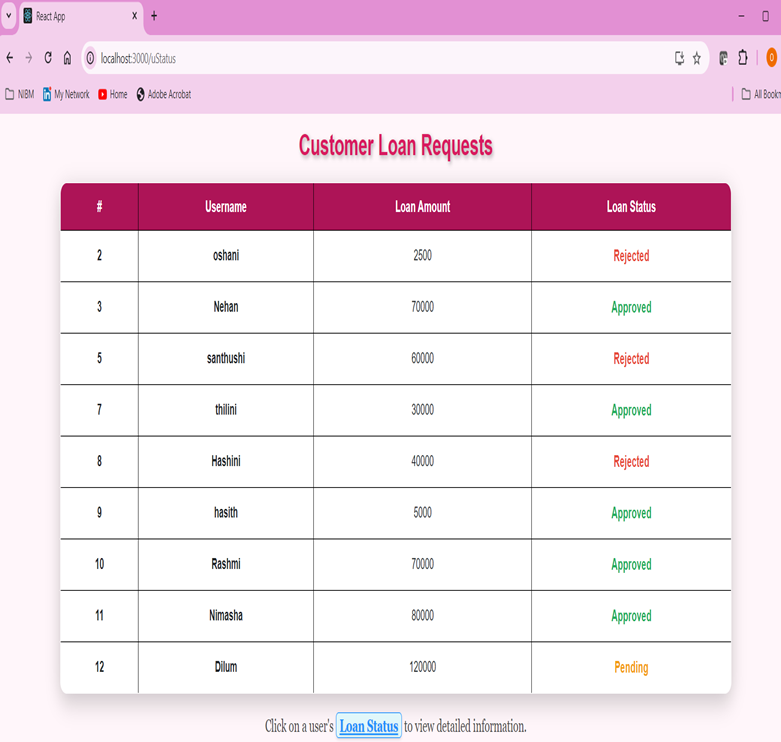 React App
localhost:3000/uStatus
NIBM My Network Home Adobe Acrobat All Bookm
Customer Loan Requests
# Username Loan Amount Loan Status
2 oshani 2500 Rejected
3 Nehan 70000 Approved
5 santhushi 60000 Rejected
7 thilini 30000 Approved
8 Hashini 40000 Rejected
9 hasith 5000 Approved
10 Rashmi 70000 Approved
11 Nimasha 80000 Approved
12 Dilum 120000 Pending
Click on a user's Loan Status to view detailed information.